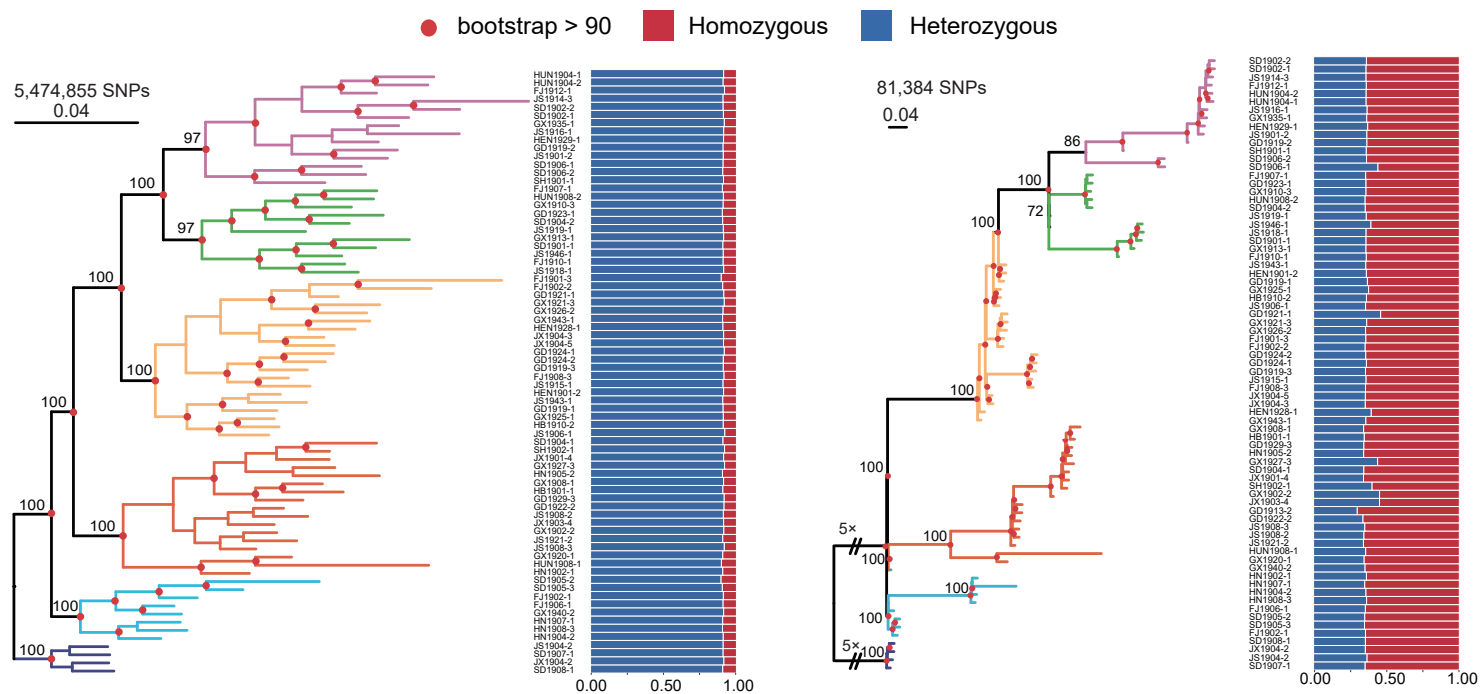 bootstrap > 90
Homozygous
Heterozygous
5,474,855 SNPs
0.04
97
100
97
100
100
100
100
100
100
HUN1904-1
HUN1904-2
FJ1912-1
JS1914-3
SD1902-2
SD1902-1
GX1935-1
JS1916-1
HEN1929-1
GD1919-2
JS1901-2
SD1906-1
SD1906-2
SH1901-1
FJ1907-1
HUN1908-2
GX1910-3
GD1923-1
SD1904-2
JS1919-1
GX1913-1
SD1901-1
JS1946-1
FJ1910-1
JS1918-1
FJ1901-3
FJ1902-2
GD1921-1
GX1921-3
GX1926-2
GX1943-1
HEN1928-1
JX1904-3
JX1904-5
GD1924-1
GD1924-2
GD1919-3
FJ1908-3
JS1915-1
HEN1901-2
JS1943-1
GD1919-1
GX1925-1
HB1910-2
JS1906-1
SD1904-1
SH1902-1
JX1901-4
GX1927-3
HN1905-2
GX1908-1
HB1901-1
GD1929-3
GD1922-2
JS1908-2
JX1903-4
GX1902-2
JS1921-2
JS1908-3
GX1920-1
HUN1908-1
HN1902-1
SD1905-2
SD1905-3
FJ1902-1
FJ1906-1
GX1940-2
HN1907-1
HN1908-3
HN1904-2
JS1904-2
SD1907-1
JX1904-2
SD1908-1
0.00 0.50 1.00
81,384 SNPs
0.04
86
100
72
100
100
100
5×
100
100
100
100
5×
100
SD1902-2
SD1902-1
JS1914-3
FJ1912-1
HUN1904-2
HUN1904-1
JS1916-1
GX1935-1
HEN1929-1
JS1901-2
GD1919-2
SH1901-1
SD1906-2
SD1906-1
FJ1907-1
GD1923-1
GX1910-3
HUN1908-2
SD1904-2
JS1919-1
JS1946-1
JS1918-1
SD1901-1
GX1913-1
FJ1910-1
JS1943-1
HEN1901-2
GD1919-1
GX1925-1
HB1910-2
JS1906-1
GD1921-1
GX1921-3
GX1926-2
FJ1901-3
FJ1902-2
GD1924-2
GD1924-1
GD1919-3
JS1915-1
FJ1908-3
JX1904-5
JX1904-3
HEN1928-1
GX1943-1
GX1908-1
HB1901-1
GD1929-3
HN1905-2
GX1927-3
SD1904-1
JX1901-4
SH1902-1
GX1902-2
JX1903-4
GD1913-2
GD1922-2
JS1908-3
JS1908-2
JS1921-2
HUN1908-1
GX1920-1
GX1940-2
HN1902-1
HN1907-1
HN1904-2
HN1908-3
FJ1906-1
SD1905-2
SD1905-3
FJ1902-1
SD1908-1
JX1904-2
JS1904-2
SD1907-1
0.00 0.50 1.00